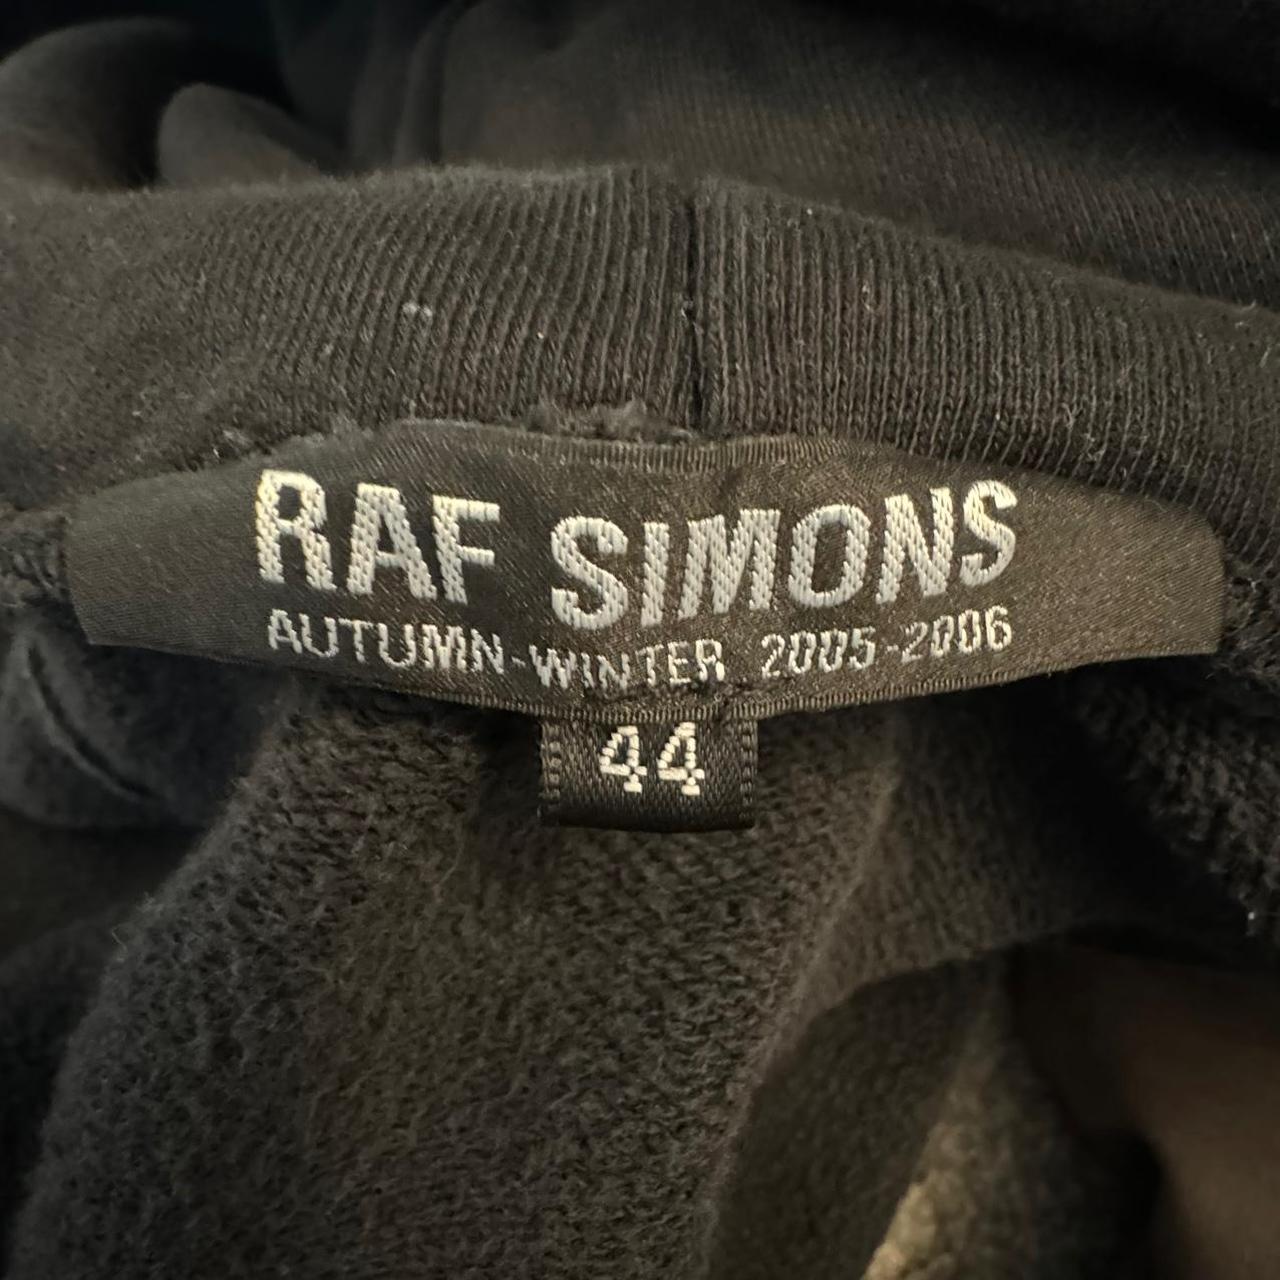 RAF SIMONS
AUTUMN-WINTER 2005-2006
44